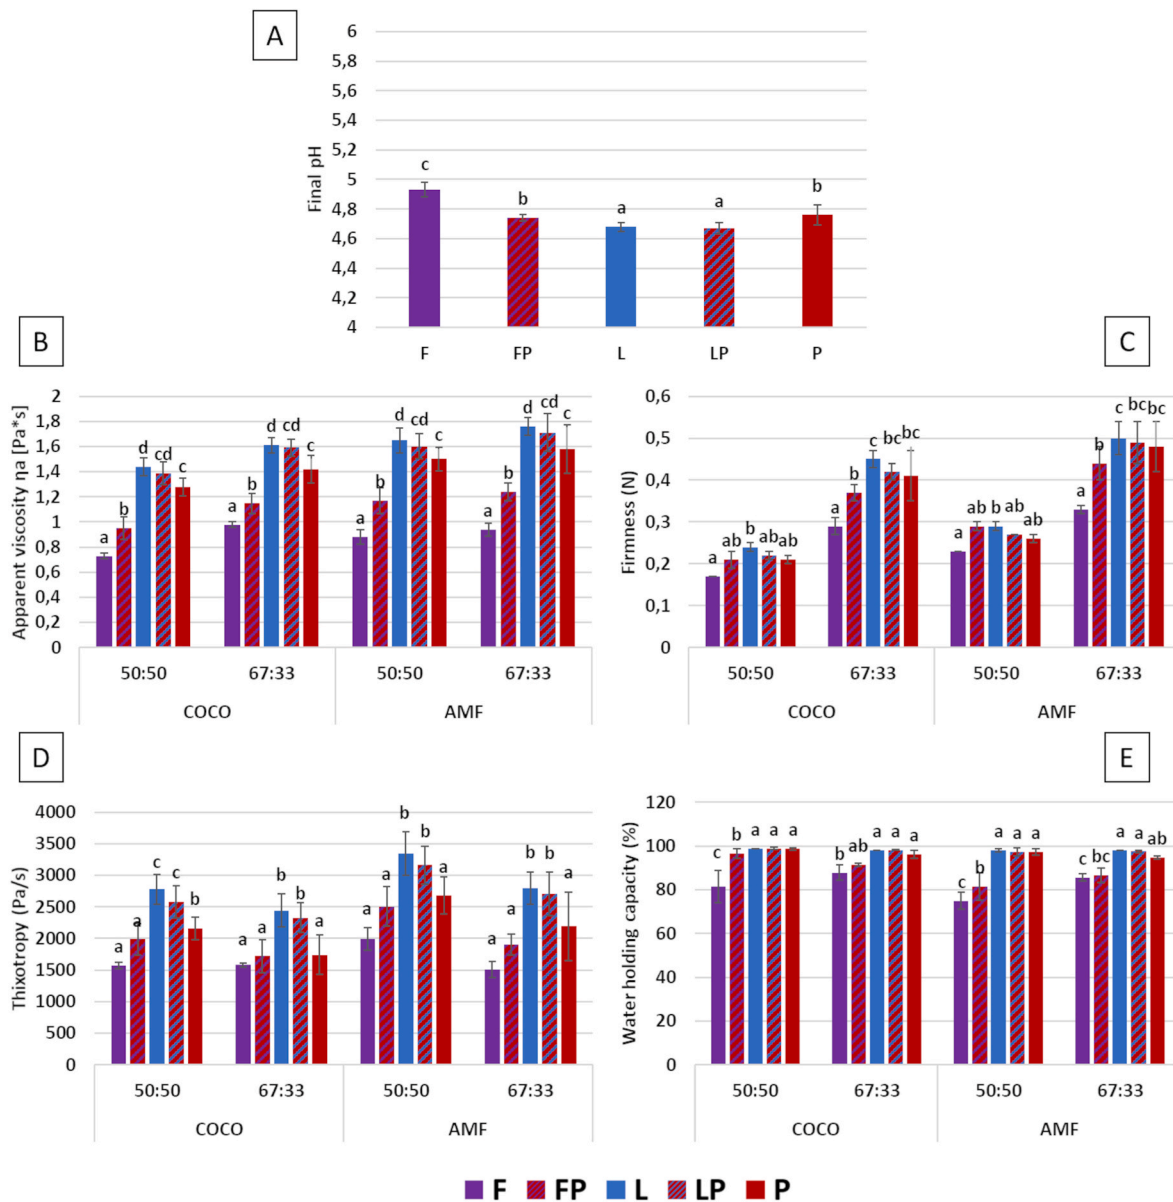 A
Final pH
6
5,8
5,6
5,4
5,2
5
4,8
4,6
4,4
4,2
4
c b a a b
F FP L LP P
B
Apparent viscosity ηa [Pa*s]
2
1,8
1,6
1,4
1,2
1
0,8
0,6
0,4
0,2
0
a b d cd c a b d cd c a b d cd c a b d cd c
50:50 67:33 50:50 67:33
COCO AMF
C
Firmness (N)
0,6
0,5
0,4
0,3
0,2
0,1
0
a ab b ab ab a b c bc bc a ab b ab ab a b c bc bc
50:50 67:33 50:50 67:33
COCO AMF
D
Thixotropy (Pa/s)
4000
3500
3000
2500
2000
1500
1000
500
0
a a c c b a a b b a a a b b a a a b b a
50:50 67:33 50:50 67:33
COCO AMF
E
Water holding capacity (%)
120
100
80
60
40
20
0
c b a a a b ab a a a c b a a a c bc a a ab
50:50 67:33 50:50 67:33
COCO AMF
F FP L LP P